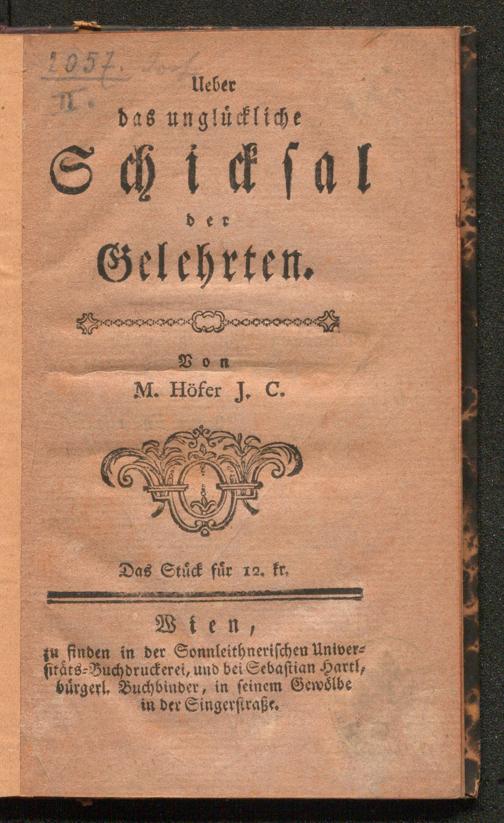 1057.
II.
Ueber
das unglückliche
Schicksal
der
Gelehrten.
Von
M. Höfer J. C.
Das Stück für 12. kr.
Wien,
zu finden in der Sonnleithnerischen Univer-
sitäts-Buchdruckerei, und bei Sebastian Hartl,
bürgerl. Buchbinder, in seinem Gewölbe
in der Singerstraße.